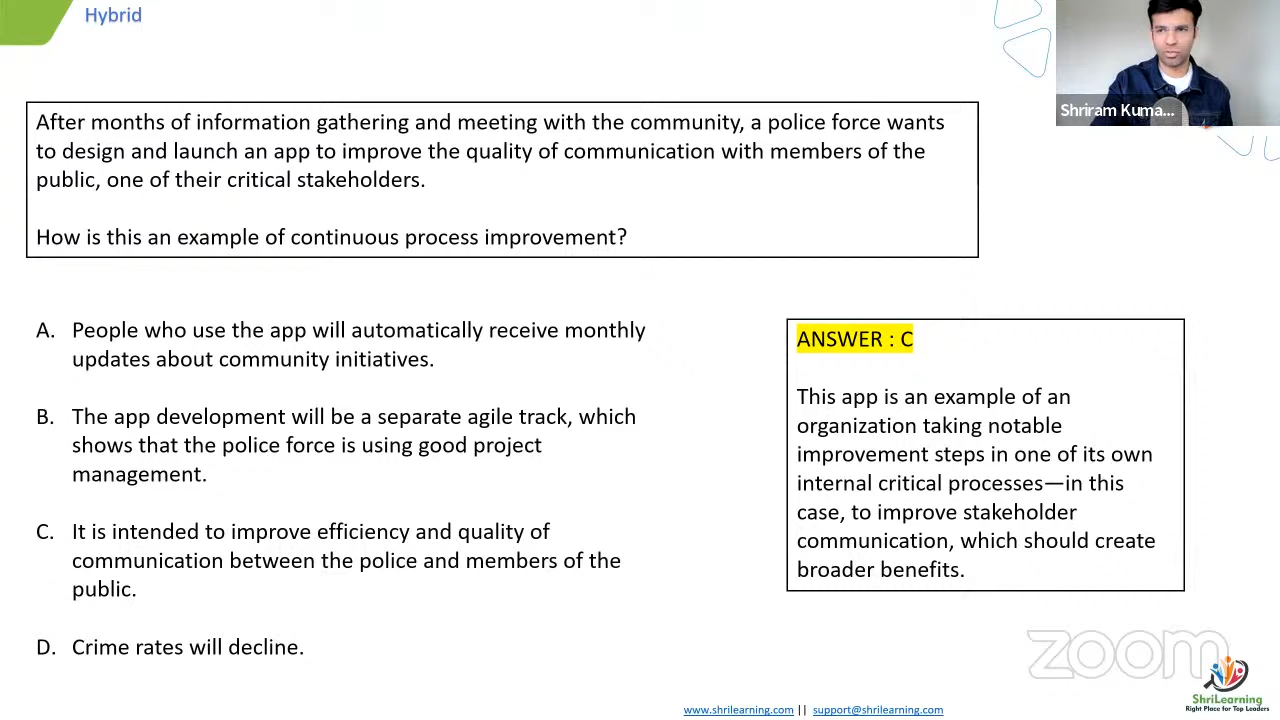 Hybrid
Shriram Kuma...
After months of information gathering and meeting with the community, a police force wants
to design and launch an app to improve the quality of communication with members of the
public, one of their critical stakeholders.
How is this an example of continuous process improvement?
A. People who use the app will automatically receive monthly
updates about community initiatives.
B. The app development will be a separate agile track, which
shows that the police force is using good project
management.
C. It is intended to improve efficiency and quality of
communication between the police and members of the
public.
D. Crime rates will decline.
ANSWER : C
This app is an example of an
organization taking notable
improvement steps in one of its own
internal critical processes—in this
case, to improve stakeholder
communication, which should create
broader benefits.
zoom
ShriLearning
Right Place for Top Leaders
www.shrilearning.com || support@shrilearning.com